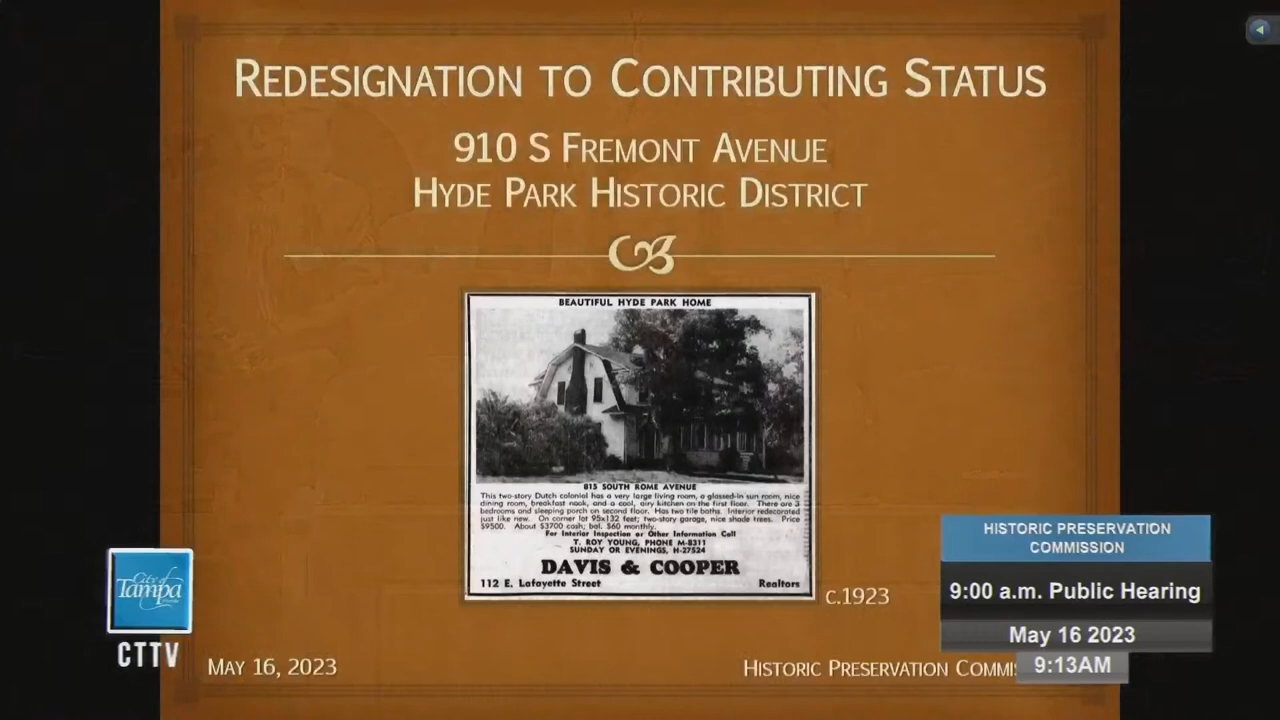 REDESIGNATION TO CONTRIBUTING STATUS
910 S FREMONT AVENUE
HYDE PARK HISTORIC DISTRICT
BEAUTIFUL HYDE PARK HOME
815 SOUTH ROME AVENUE
This two-story Dutch colonial has a very large living room, a glassed-in sun room, nice
dining room, breakfast nook, and a cool, airy kitchen on the first floor. There are 3
bedrooms and sleeping porch on second floor. Has two tile baths. Interior redecorated
just like new. On corner lot 95x132 feet; two-story garage, nice shade trees. Price
$9500. About $3700 cash; bal. $60 monthly.
For Interior Inspection or Other Information Call
T. ROY YOUNG, PHONE M-8311
SUNDAY OR EVENINGS, H-27524
DAVIS & COOPER
112 E. Lafayette Street Realtors
c.1923
MAY 16, 2023
HISTORIC PRESERVATION COMMIS
City of
Tampa
CTTV
HISTORIC PRESERVATION
COMMISSION
9:00 a.m. Public Hearing
May 16 2023
9:13AM